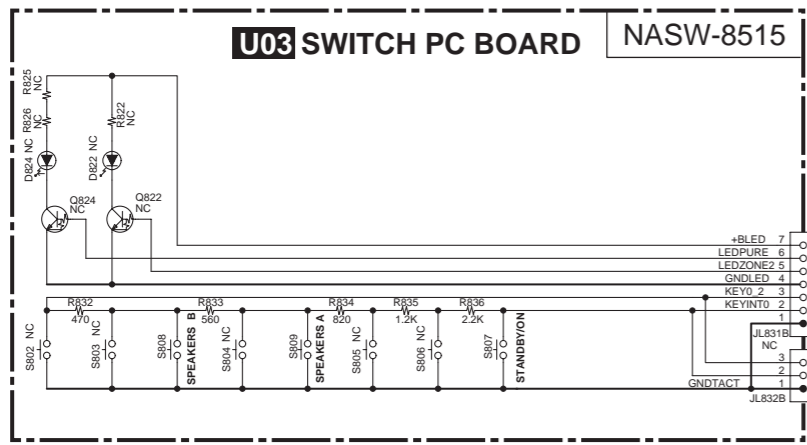 U03 SWITCH PC BOARD
NASW-8515
R825
NC
R826
NC
R822
NC
D824 NC
D822 NC
Q824
NC
Q822
NC
+BLED 7
LEDPURE 6
LEDZONE2 5
GNDLED 4
KEY0_2 3
KEYINT0 2
1
JL831B
NC
3
2
GNDTACT 1
JL832B
R832
470
R833
560
R834
820
R835
1.2K
R836
2.2K
S802 NC
S803 NC
S808
SPEAKERS B
S804 NC
S809
SPEAKERS A
S805 NC
S806 NC
S807
STANDBY/ON